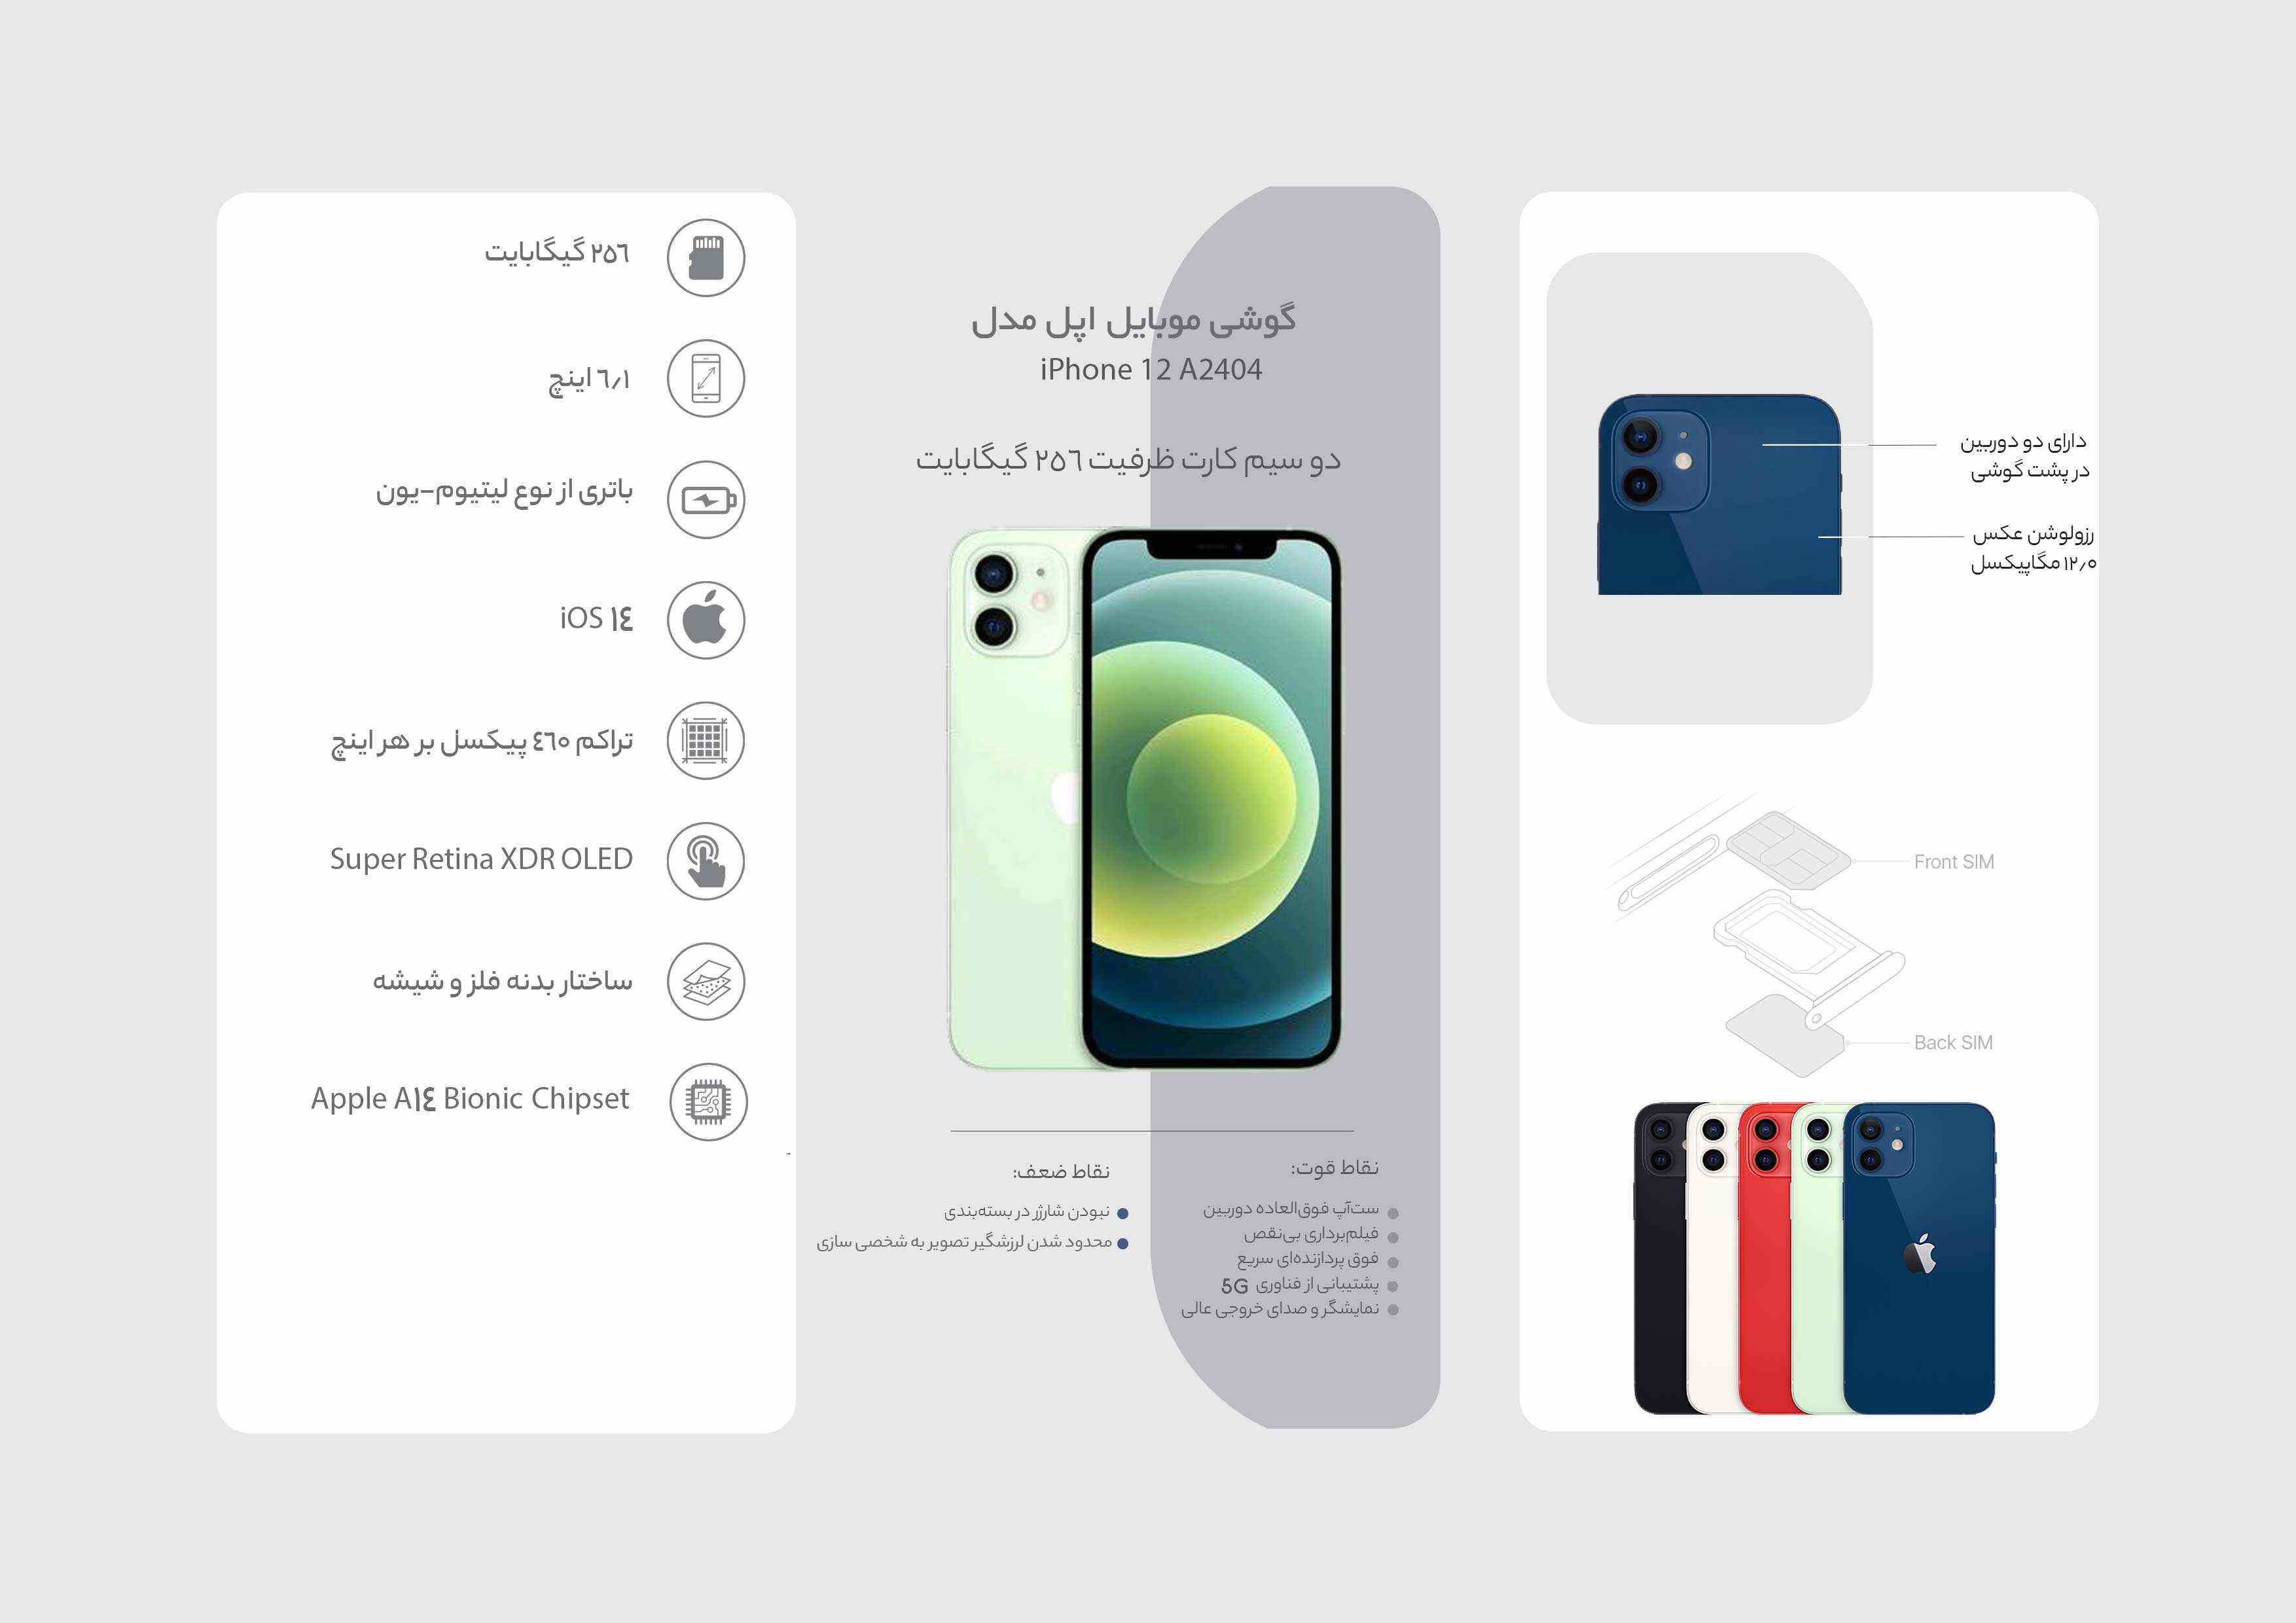 دارای دو دوربین
در پشت گوشی
رزولوشن عکس
۱۲٫۰ مگاپیکسل
Front SIM
Back SIM
گوشی موبایل اپل مدل
iPhone 12 A2404
دو سیم کارت ظرفیت ٢٥٦ گیگابایت
نقاط قوت:
ست‌آپ فوق‌العاده دوربین
فیلم‌برداری بی‌نقص
فوق پردازنده‌ای سریع
پشتیبانی از فناوری 5G
نمایشگر و صدای خروجی عالی
نقاط ضعف:
نبودن شارژر در بسته‌بندی
محدود شدن لرزشگیر تصویر به شخصی سازی
٢٥٦ گیگابایت
٦٫١ اینچ
باتری از نوع لیتیوم-یون
iOS ١٤
تراکم ٤٦٠ پیکسل بر هر اینچ
Super Retina XDR OLED
ساختار بدنه فلز و شیشه
Apple A١٤ Bionic Chipset